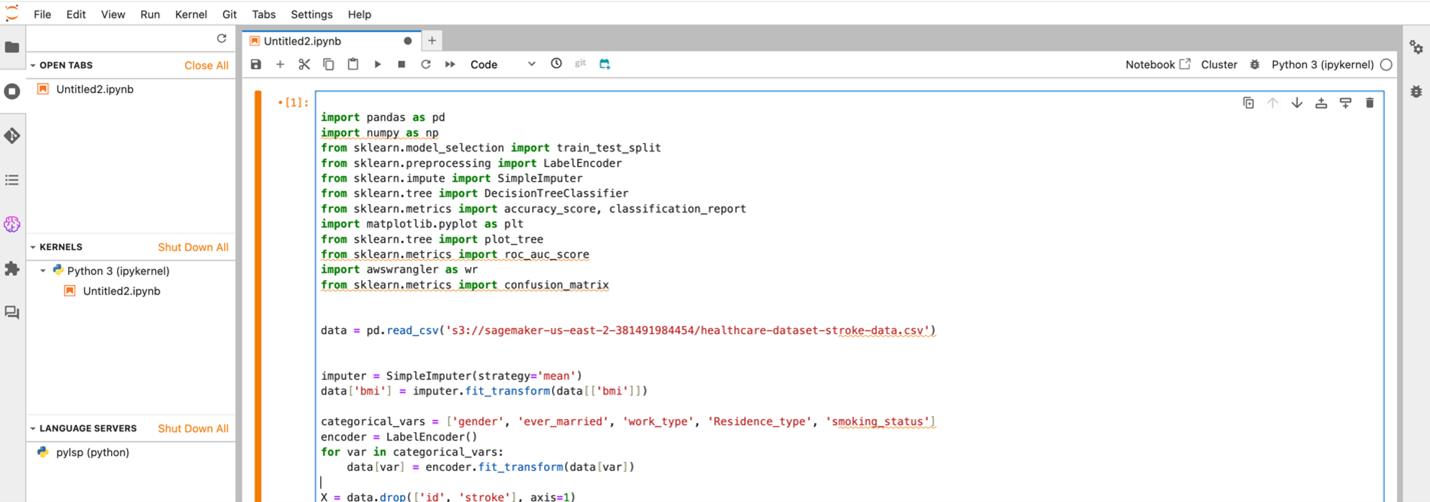 File Edit View Run Kernel Git Tabs Settings Help
Untitled2.ipynb
OPEN TABS Close All
Untitled2.ipynb
KERNELS Shut Down All
Python 3 (ipykernel)
Untitled2.ipynb
LANGUAGE SERVERS Shut Down All
pylsp (python)
Code git Notebook Cluster Python 3 (ipykernel)
[1]:
import pandas as pd
import numpy as np
from sklearn.model_selection import train_test_split
from sklearn.preprocessing import LabelEncoder
from sklearn.impute import SimpleImputer
from sklearn.tree import DecisionTreeClassifier
from sklearn.metrics import accuracy_score, classification_report
import matplotlib.pyplot as plt
from sklearn.tree import plot_tree
from sklearn.metrics import roc_auc_score
import awswrangler as wr
from sklearn.metrics import confusion_matrix
data = pd.read_csv('s3://sagemaker-us-east-2-381491984454/healthcare-dataset-stroke-data.csv')
imputer = SimpleImputer(strategy='mean')
data['bmi'] = imputer.fit_transform(data[['bmi']])
categorical_vars = ['gender', 'ever_married', 'work_type', 'Residence_type', 'smoking_status']
encoder = LabelEncoder()
for var in categorical_vars:
    data[var] = encoder.fit_transform(data[var])
X = data.drop(['id', 'stroke'], axis=1)